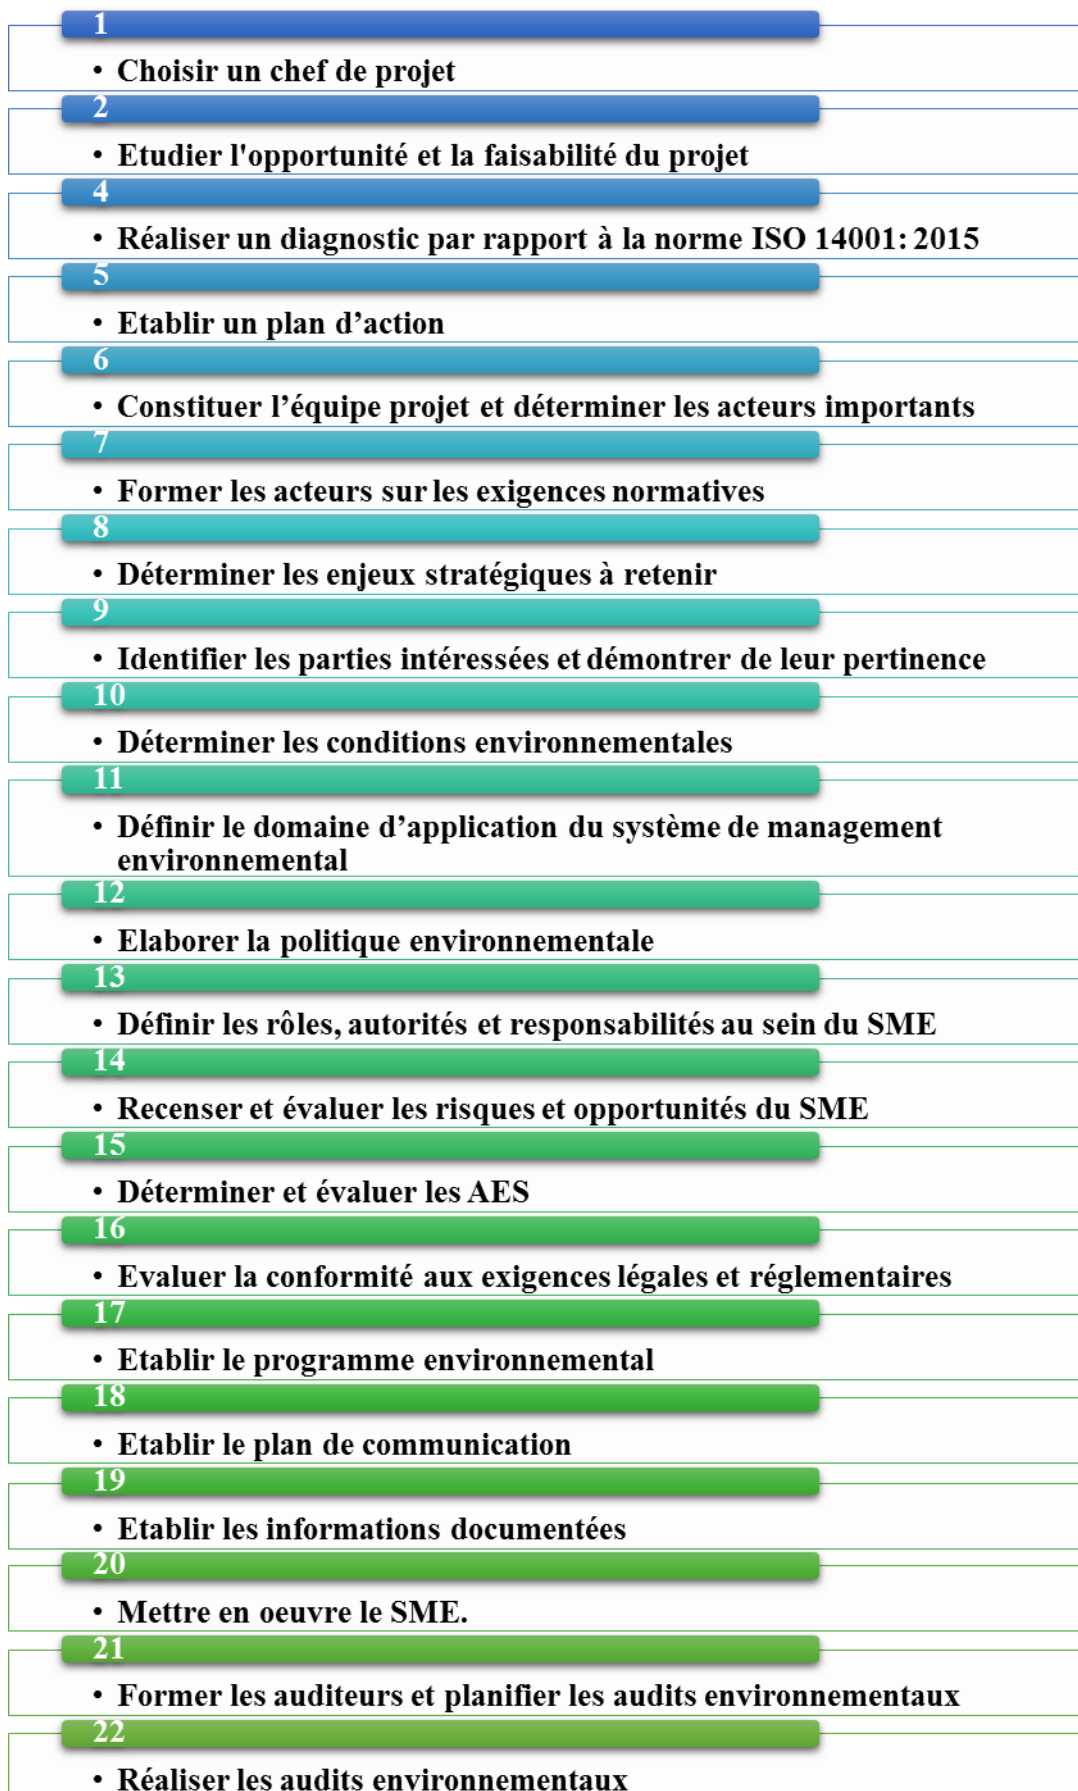 1
• Choisir un chef de projet
2
• Etudier l'opportunité et la faisabilité du projet
4
• Réaliser un diagnostic par rapport à la norme ISO 14001: 2015
5
• Etablir un plan d’action
6
• Constituer l’équipe projet et déterminer les acteurs importants
7
• Former les acteurs sur les exigences normatives
8
• Déterminer les enjeux stratégiques à retenir
9
• Identifier les parties intéressées et démontrer de leur pertinence
10
• Déterminer les conditions environnementales
11
• Définir le domaine d’application du système de management
environnemental
12
• Elaborer la politique environnementale
13
• Définir les rôles, autorités et responsabilités au sein du SME
14
• Recenser et évaluer les risques et opportunités du SME
15
• Déterminer et évaluer les AES
16
• Evaluer la conformité aux exigences légales et réglementaires
17
• Etablir le programme environnemental
18
• Etablir le plan de communication
19
• Etablir les informations documentées
20
• Mettre en oeuvre le SME.
21
• Former les auditeurs et planifier les audits environnementaux
22
• Réaliser les audits environnementaux